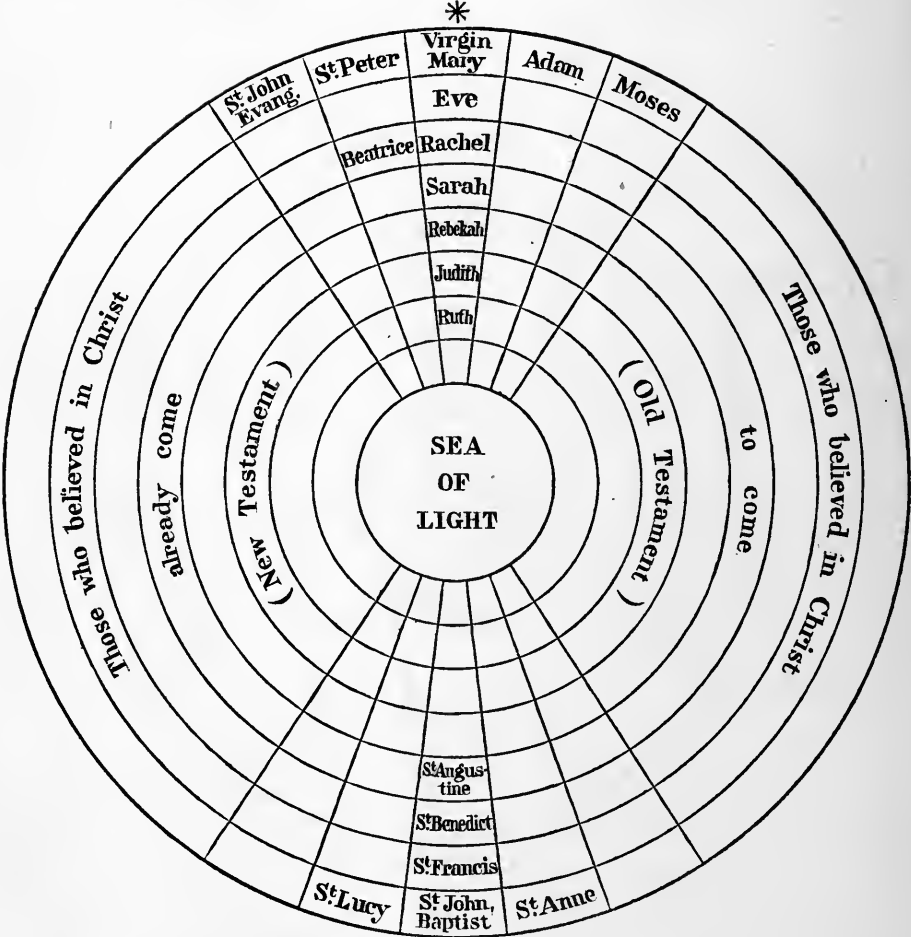 *
St. John
Evang.
St. Peter
Virgin
Mary
Adam
Moses
Eve
Beatrice
Rachel
Sarah
Rebekah
Judith
Ruth
Those who believed in Christ
already come
(New Testament)
SEA
OF
LIGHT
(Old Testament)
to come
Those who believed in Christ
St. Angus-
tine
St. Benedict
St. Francis
St. Lucy
St. John,
Baptist
St. Anne